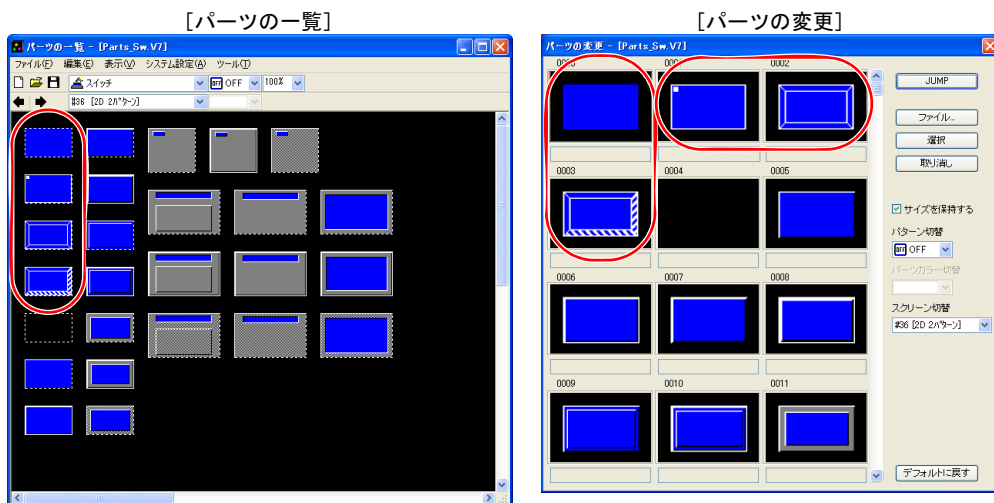 [パーツの一覧]
[パーツの変更]
パーツの一覧 - [Parts_Sw.V7]
ファイル(F) 編集(E) 表示(V) システム設定(A) ツール(T)
スイッチ OFF OFF 100%
#36 [2D 2パターン]
パーツの変更 - [Parts_Sw.V7]
0002
JUMP
ファイル..
選択
取り消し
0003 0004 0005
サイズを保持する
パターン切替
OFF OFF
パーツカラー切替
0006 0007 0008
スクリーン切替
#36 [2D 2パターン]
0009 0010 0011
デフォルトに戻す